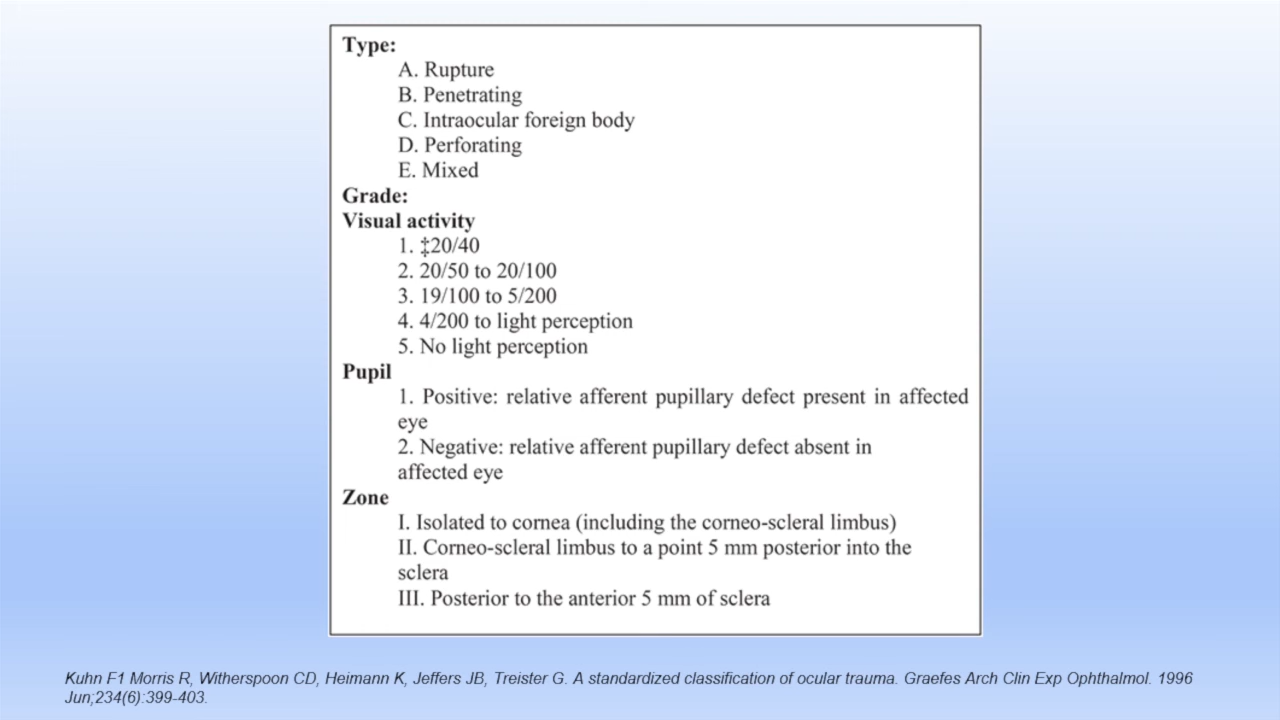 Type:
A. Rupture
B. Penetrating
C. Intraocular foreign body
D. Perforating
E. Mixed
Grade:
Visual activity
1. ‡20/40
2. 20/50 to 20/100
3. 19/100 to 5/200
4. 4/200 to light perception
5. No light perception
Pupil
1. Positive: relative afferent pupillary defect present in affected
eye
2. Negative: relative afferent pupillary defect absent in
affected eye
Zone
I. Isolated to cornea (including the corneo-scleral limbus)
II. Corneo-scleral limbus to a point 5 mm posterior into the
sclera
III. Posterior to the anterior 5 mm of sclera
Kuhn F1 Morris R, Witherspoon CD, Heimann K, Jeffers JB, Treister G. A standardized classification of ocular trauma. Graefes Arch Clin Exp Ophthalmol. 1996
Jun;234(6):399-403.